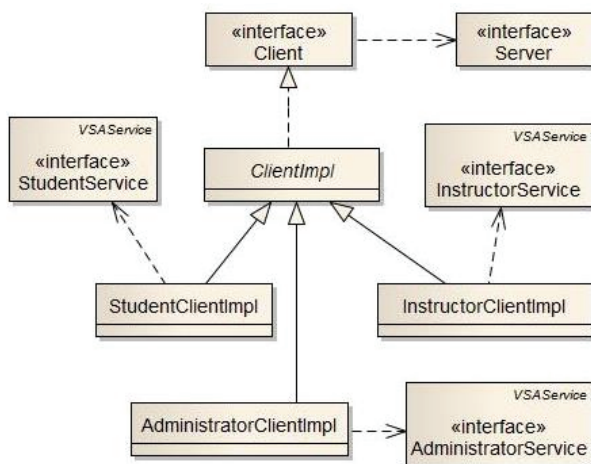 «interface»
Client
«interface»
Server
VSAService
«interface»
StudentService
ClientImpl
VSAService
«interface»
InstructorService
StudentClientImpl
InstructorClientImpl
AdministratorClientImpl
VSAService
«interface»
AdministratorService